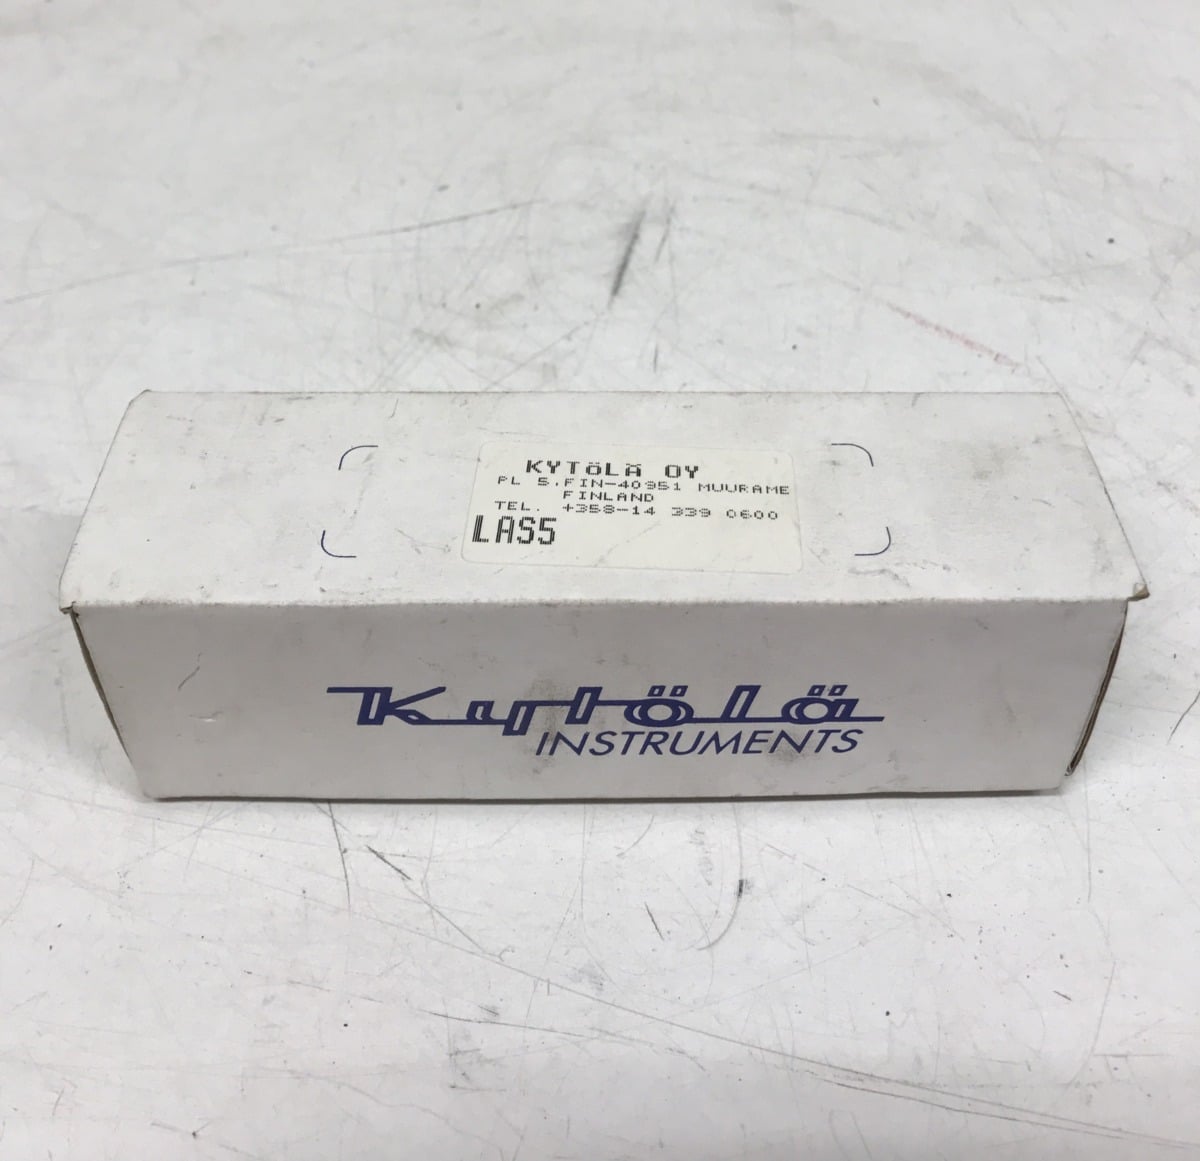 KYTöLÄ OY
PL 5,FIN-40951 MUURAME
FINLAND
TEL. +358-14 339 0600
LAS5
Kytölä
INSTRUMENTS